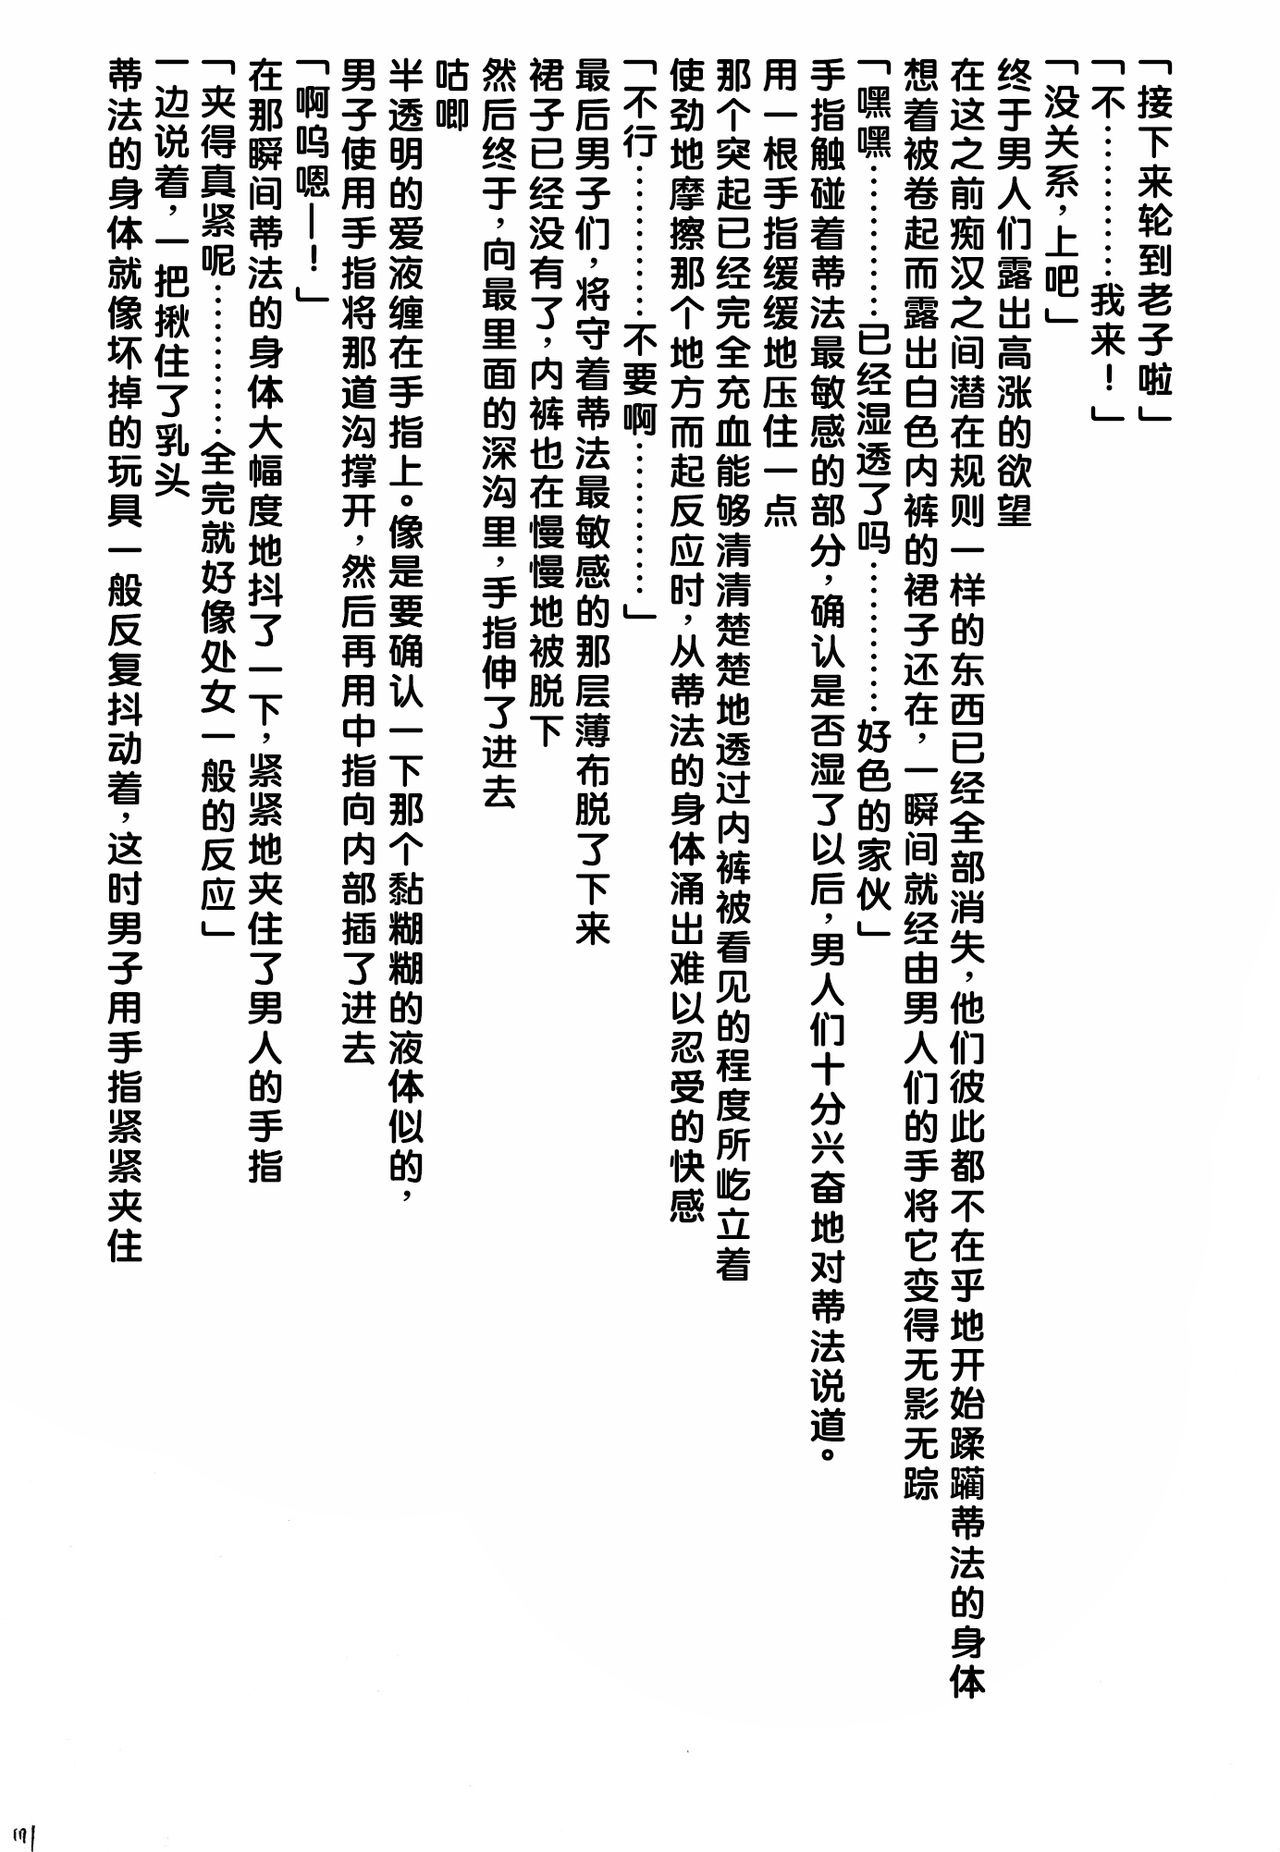 「接下来轮到老子啦」
「不…………我来！」
「没关系，上吧」
终于男人们露出高涨的欲望
在这之前痴汉之间潜在规则一样的东西已经全部消失，他们彼此都不在乎地开始蹂躏蒂法的身体
想着被卷起而露出白色内裤的裙子还在，一瞬间就经由男人们的手将它变得无影无踪
「嘿嘿…………已经湿透了吗…………好色的家伙」
手指触碰着蒂法最敏感的部分，确认是否湿了以后，男人们十分兴奋地对蒂法说道。
用一根手指缓缓地压住一点
那个突起已经完全充血能够清清楚楚地透过内裤被看见的程度所屹立着
使劲地摩擦那个地方而起反应时，从蒂法的身体涌出难以忍受的快感
「不行…………不要啊…………」
最后男子们，将守着蒂法最敏感的那层薄布脱了下来
裙子已经没有了，内裤也在慢慢地被脱下
然后终于，向最里面的深沟里，手指伸了进去
咕唧
半透明的爱液缠在手指上。像是要确认一下那个黏糊糊的液体似的，
男子使用手指将那道沟撑开，然后再用中指向内部插了进去
「啊呜嗯—！」
在那瞬间蒂法的身体大幅度地抖了一下，紧紧地夹住了男人的手指
「夹得真紧呢…………全完就好像处女一般的反应」
一边说着，一把揪住了乳头
蒂法的身体就像坏掉的玩具一般反复抖动着，这时男子用手指紧紧夹住